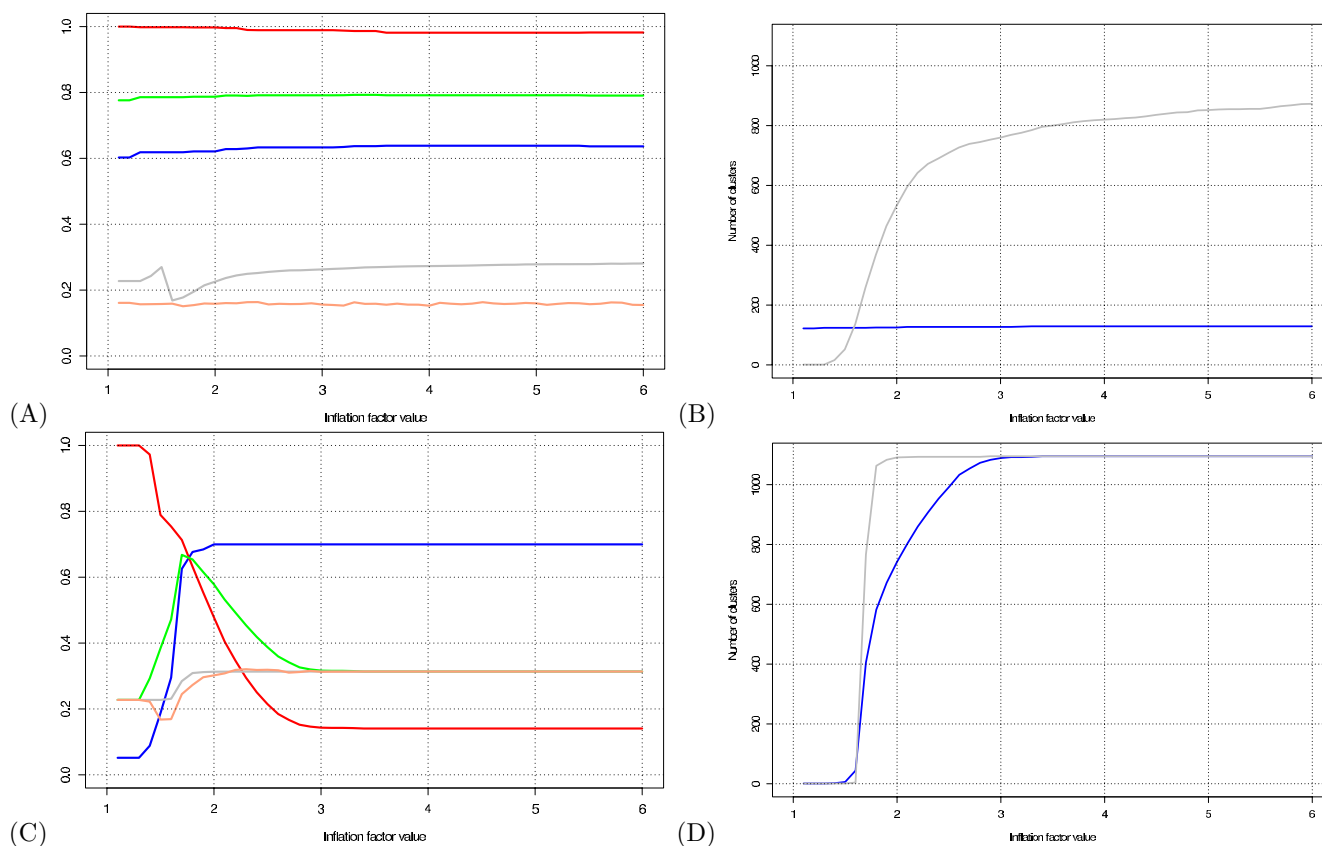 1.0
0.8
0.6
0.4
0.2
0.0
1 2 3 4 5 6
Inflation factor value
(A)
Number of clusters
1000
800
600
400
200
0
1 2 3 4 5 6
Inflation factor value
(B)
1.0
0.8
0.6
0.4
0.2
0.0
1 2 3 4 5 6
Inflation factor value
(C)
Number of clusters
1000
800
600
400
200
0
1 2 3 4 5 6
Inflation factor value
(D)